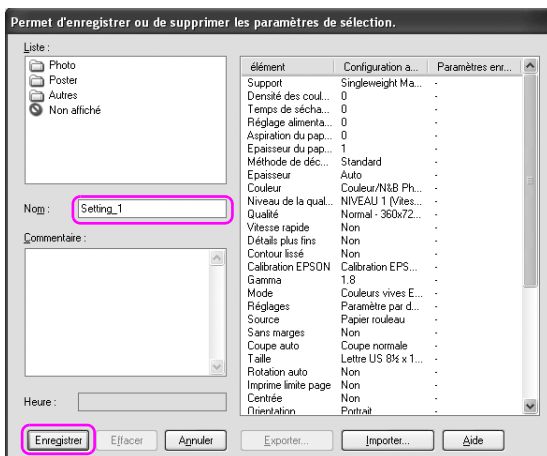 Permet d'enregistrer ou de supprimer les paramètres de sélection.
Liste :
Photo
Poster
Autres
Non affiché
Nom :
Setting_1
Commentaire :
Heure :
élément Configuration a... Paramètres enr...
Support Singleweight Ma... -
Densité des coul... 0 -
Temps de sécha... 0 -
Réglage alimenta... 0 -
Aspiration du pap... 0 -
Epaisseur du pap... 1 -
Méthode de déc... Standard -
Epaisseur Auto -
Couleur Couleur/N&B Ph... -
Niveau de la qual... NIVEAU 1 (Vites... -
Qualité Normal - 360x72... -
Vitesse rapide Non -
Détails plus fins Non -
Contour lissé Non -
Calibration EPSON Calibration EPS... -
Gamma 1.8 -
Mode Couleurs vives E... -
Réglages Paramètre par d... -
Source Papier rouleau -
Sans marges Non -
Coupe auto Coupe normale -
Taille Lettre US 8½ x 1... -
Rotation auto Non -
Imprime limite page Non -
Centrée Non -
Orientation Portrait -
Enregistrer Effacer Annuler Exporter... Importer... Aide